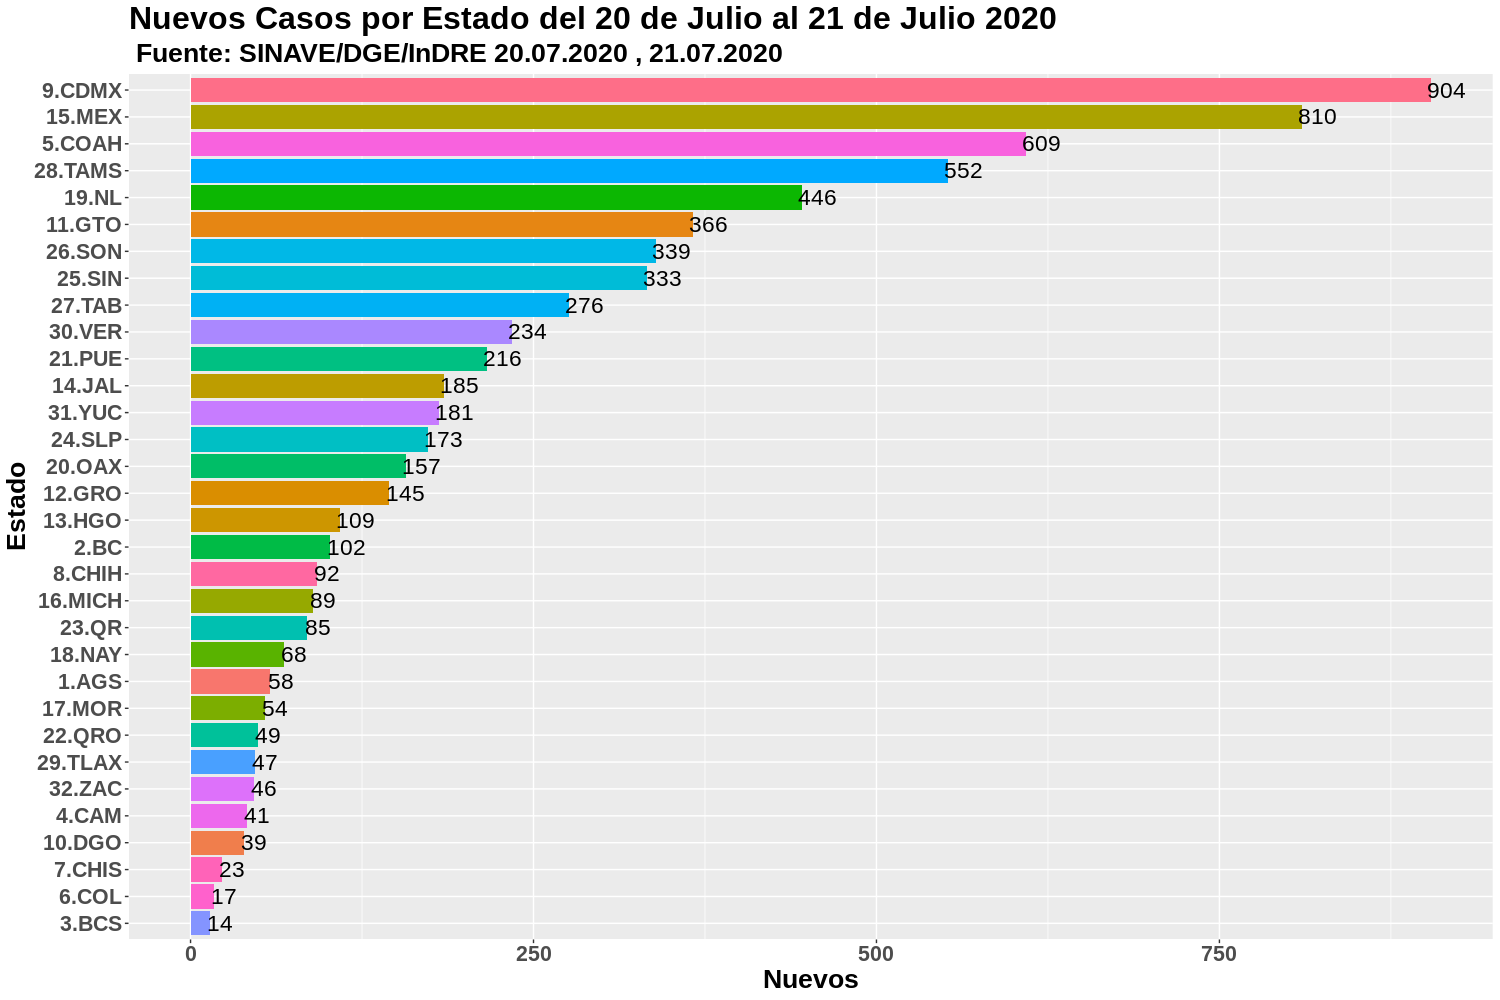 Nuevos Casos por Estado del 20 de Julio al 21 de Julio 2020
Fuente: SINAVE/DGE/InDRE 20.07.2020 , 21.07.2020
Estado
9.CDMX 904
15.MEX 810
5.COAH 609
28.TAMS 552
19.NL 446
11.GTO 366
26.SON 339
25.SIN 333
27.TAB 276
30.VER 234
21.PUE 216
14.JAL 185
31.YUC 181
24.SLP 173
20.OAX 157
12.GRO 145
13.HGO 109
2.BC 102
8.CHIH 92
16.MICH 89
23.QR 85
18.NAY 68
1.AGS 58
17.MOR 54
22.QRO 49
29.TLAX 47
32.ZAC 46
4.CAM 41
10.DGO 39
7.CHIS 23
6.COL 17
3.BCS 14
0 250 500 750
Nuevos